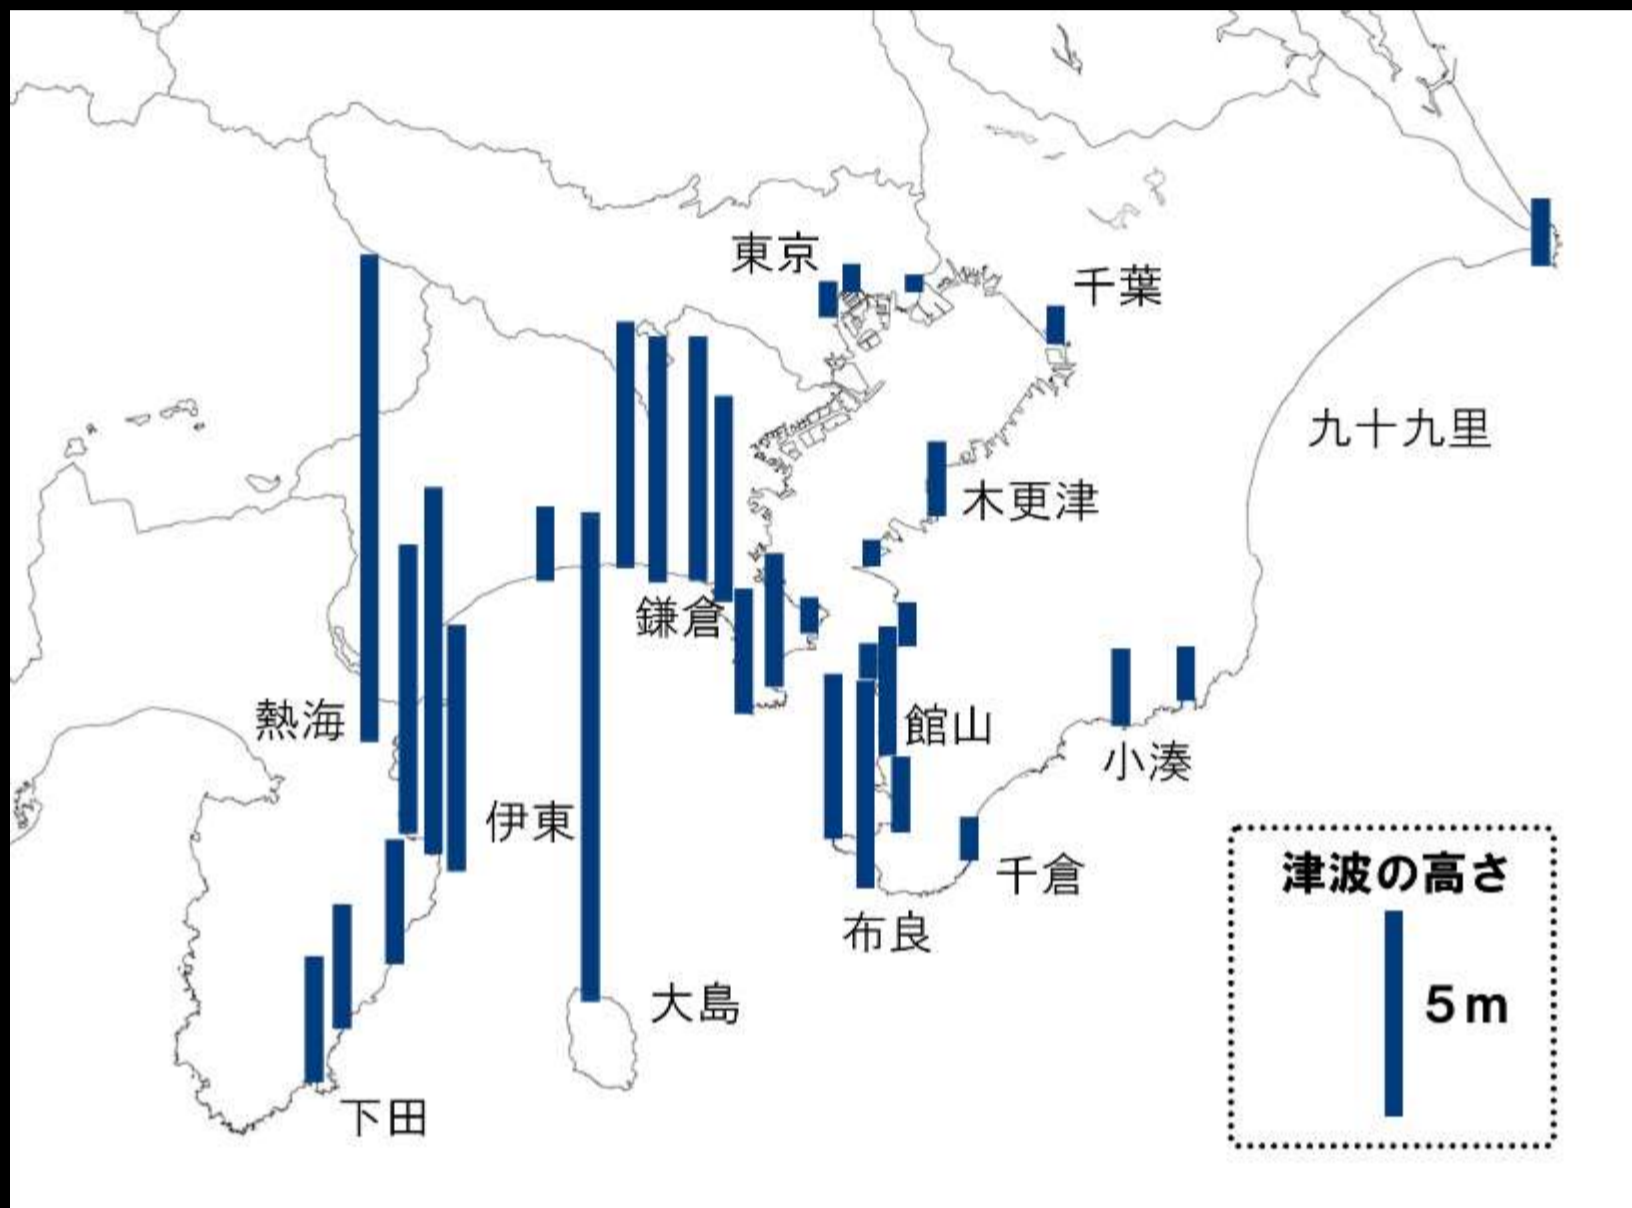 東京
千葉
九十九里
木更津
鎌倉
熱海
館山
小湊
伊東
千倉
布良
大島
下田
津波の高さ
5m